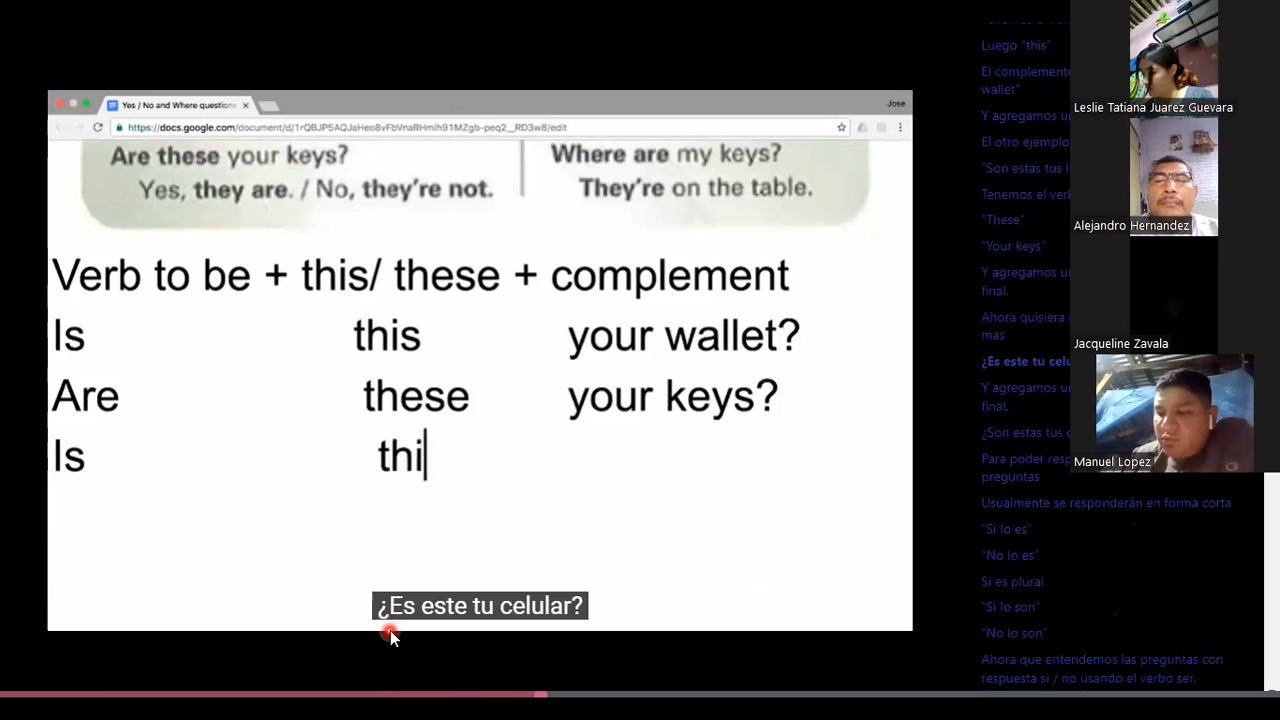 Yes / No and Where questions
Jose
https://docs.google.com/document/d/1rQBJP5AQJaHeo8vFbVnaRHmlh91MZgb-peq2__RD3w8/edit
Are these your keys?
Yes, they are. / No, they're not.
Where are my keys?
They're on the table.
Verb to be + this/ these + complement
Is this your wallet?
Are these your keys?
Is thi
¿Es este tu celular?
Luego "this"
El complemento
wallet"
Y agregamos un
El otro ejemplo
"Son estas tus l
Tenemos el verb
"These"
"Your keys"
Y agregamos un
final.
Ahora quisiera
mas
¿Es este tu celu
Y agregamos un
final.
¿Son estas tus
Para poder resp
preguntas
Usualmente se responderán en forma corta
"Si lo es"
"No lo es"
Si es plural
"Si lo son"
"No lo son"
Ahora que entendemos las preguntas con
respuesta si / no usando el verbo ser.
Leslie Tatiana Juarez Guevara
Alejandro Hernandez
Jacqueline Zavala
Manuel Lopez